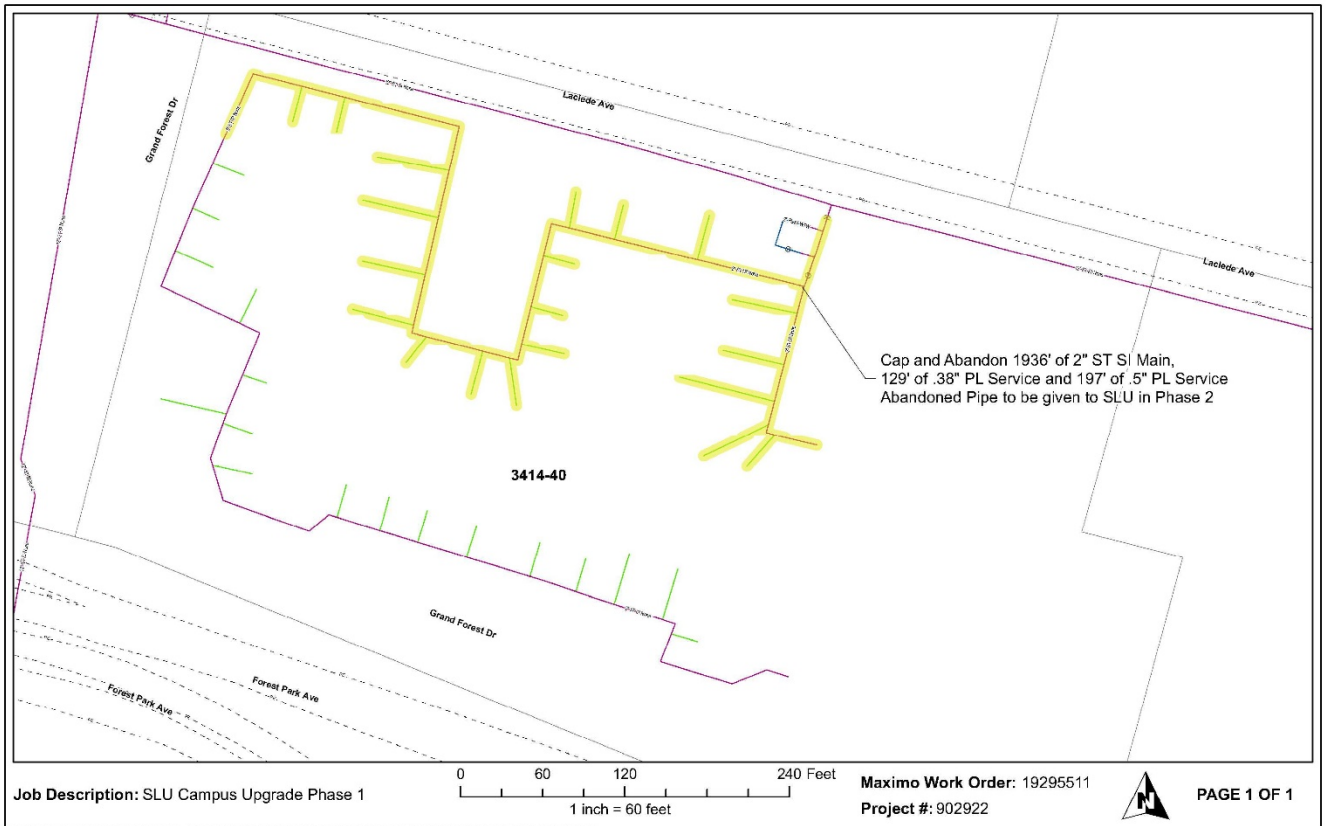 Laclede Ave
Grand Forest Dr
Laclede Ave
Cap and Abandon 1936' of 2" ST SI Main,
129' of .38" PL Service and 197' of .5" PL Service
Abandoned Pipe to be given to SLU in Phase 2
3414-40
Grand Forest Dr
Forest Park Ave
Forest Park Ave
0 60 120 240 Feet
1 inch = 60 feet
Job Description: SLU Campus Upgrade Phase 1
Maximo Work Order: 19295511
Project #: 902922
N
PAGE 1 OF 1